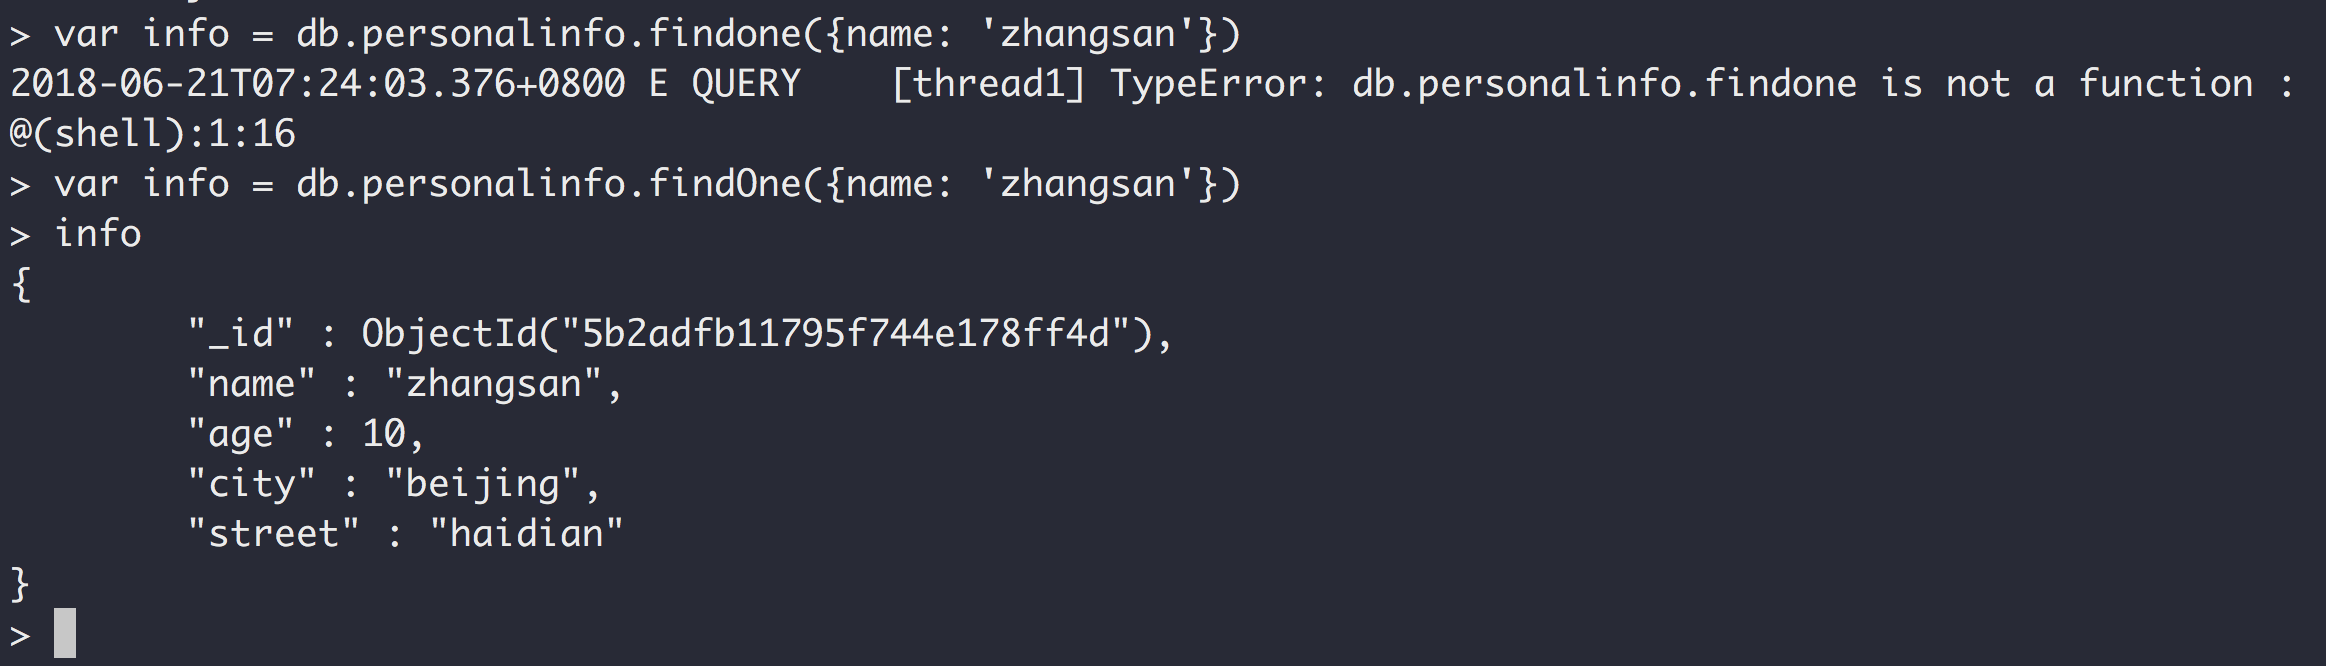 > var info = db.personalinfo.findone({name: 'zhangsan'})
2018-06-21T07:24:03.376+0800 E QUERY    [thread1] TypeError: db.personalinfo.findone is not a function :
@(shell):1:16
> var info = db.personalinfo.findOne({name: 'zhangsan'})
> info
{
        "_id" : ObjectId("5b2adfb11795f744e178ff4d"),
        "name" : "zhangsan",
        "age" : 10,
        "city" : "beijing",
        "street" : "haidian"
}
>